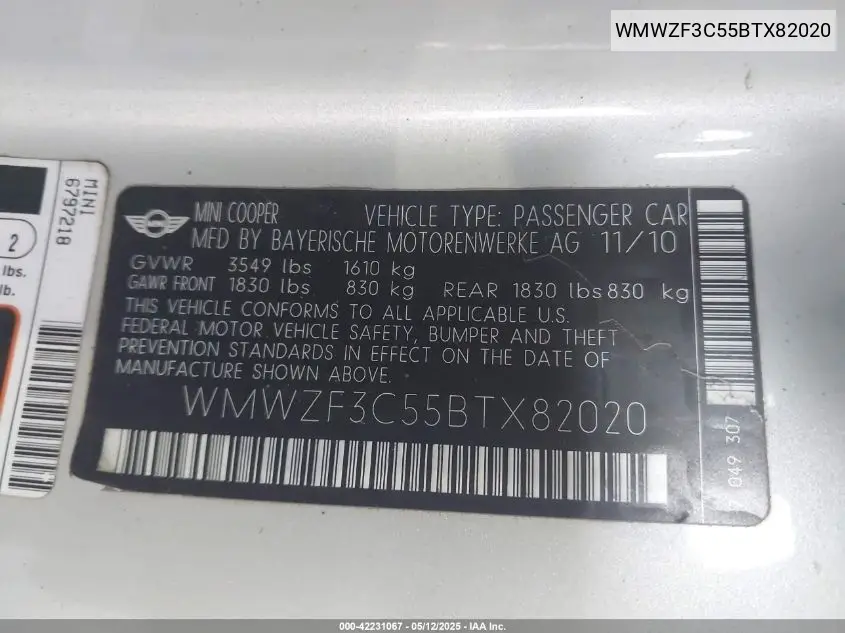 WMWZF3C55BTX82020
MINI
6797218
2
lbs.
lb.
MINI COOPER VEHICLE TYPE: PASSENGER CAR
MFD BY BAYERISCHE MOTORENWERKE AG 11/10
GVWR 3549 lbs 1610 kg
GAWR FRONT 1830 lbs 830 kg REAR 1830 lbs 830 kg
THIS VEHICLE CONFORMS TO ALL APPLICABLE U.S.
FEDERAL MOTOR VEHICLE SAFETY, BUMPER AND THEFT
PREVENTION STANDARDS IN EFFECT ON THE DATE OF
MANUFACTURE SHOWN ABOVE.
WMWZF3C55BTX82020
049 307
000-42231067 - 05/12/2025 - IAA Inc.